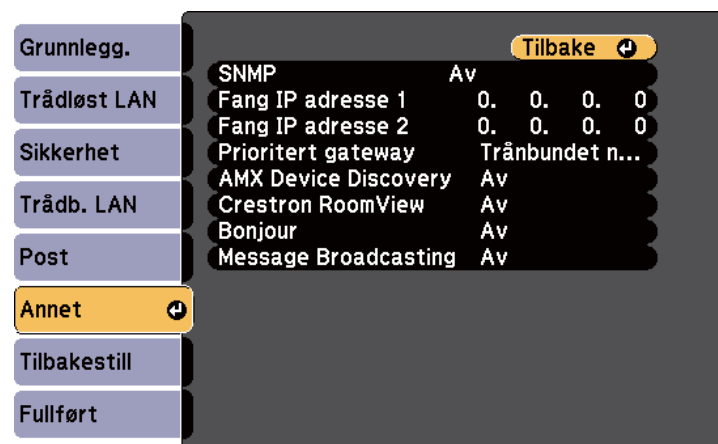 Grunnlegg.
Trådløst LAN
Sikkerhet
Trådb. LAN
Post
Annet
Tilbakestill
Fullført
Tilbake
SNMP Av
Fang IP adresse 1 0. 0. 0. 0
Fang IP adresse 2 0. 0. 0. 0
Prioritert gateway Trånbundet n...
AMX Device Discovery Av
Crestron RoomView Av
Bonjour Av
Message Broadcasting Av